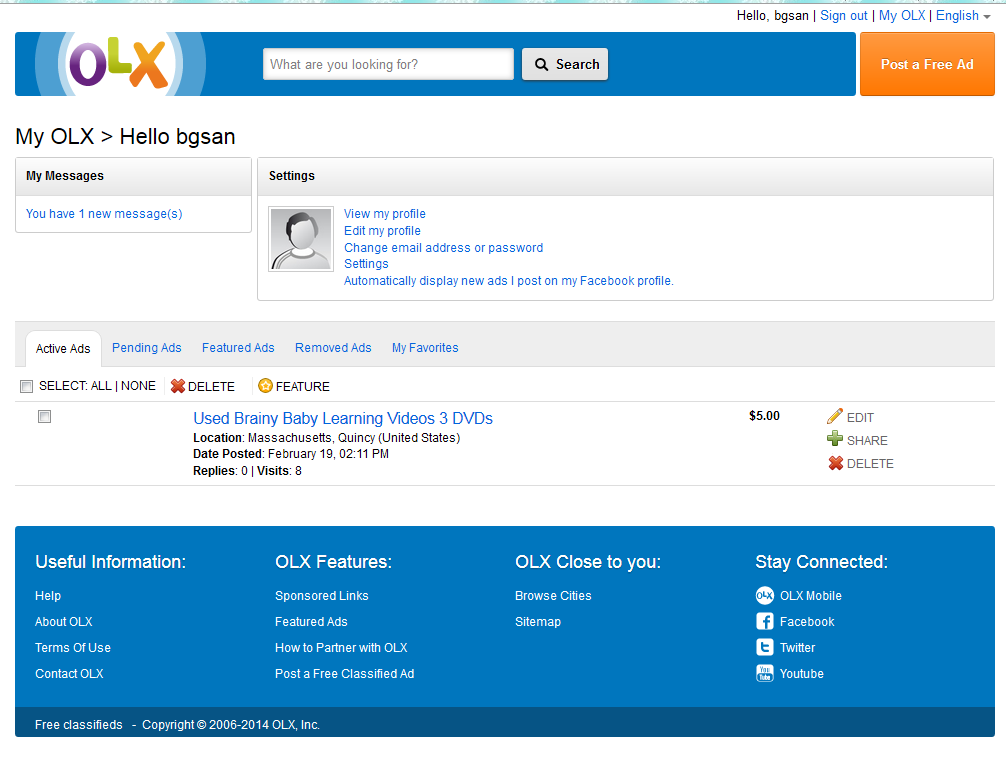 Hello, bgsan | Sign out | My OLX | English
OLX
What are you looking for?
Search
Post a Free Ad
My OLX > Hello bgsan
My Messages
You have 1 new message(s)
Settings
View my profile
Edit my profile
Change email address or password
Settings
Automatically display new ads I post on my Facebook profile.
Active Ads
Pending Ads
Featured Ads
Removed Ads
My Favorites
SELECT: ALL | NONE
DELETE
FEATURE
Used Brainy Baby Learning Videos 3 DVDs
Location: Massachusetts, Quincy (United States)
Date Posted: February 19, 02:11 PM
Replies: 0 | Visits: 8
$5.00
EDIT
SHARE
DELETE
Useful Information:
Help
About OLX
Terms Of Use
Contact OLX
OLX Features:
Sponsored Links
Featured Ads
How to Partner with OLX
Post a Free Classified Ad
OLX Close to you:
Browse Cities
Sitemap
Stay Connected:
OLX OLX Mobile
Facebook
Twitter
You Tube Youtube
Free classifieds - Copyright © 2006-2014 OLX, Inc.